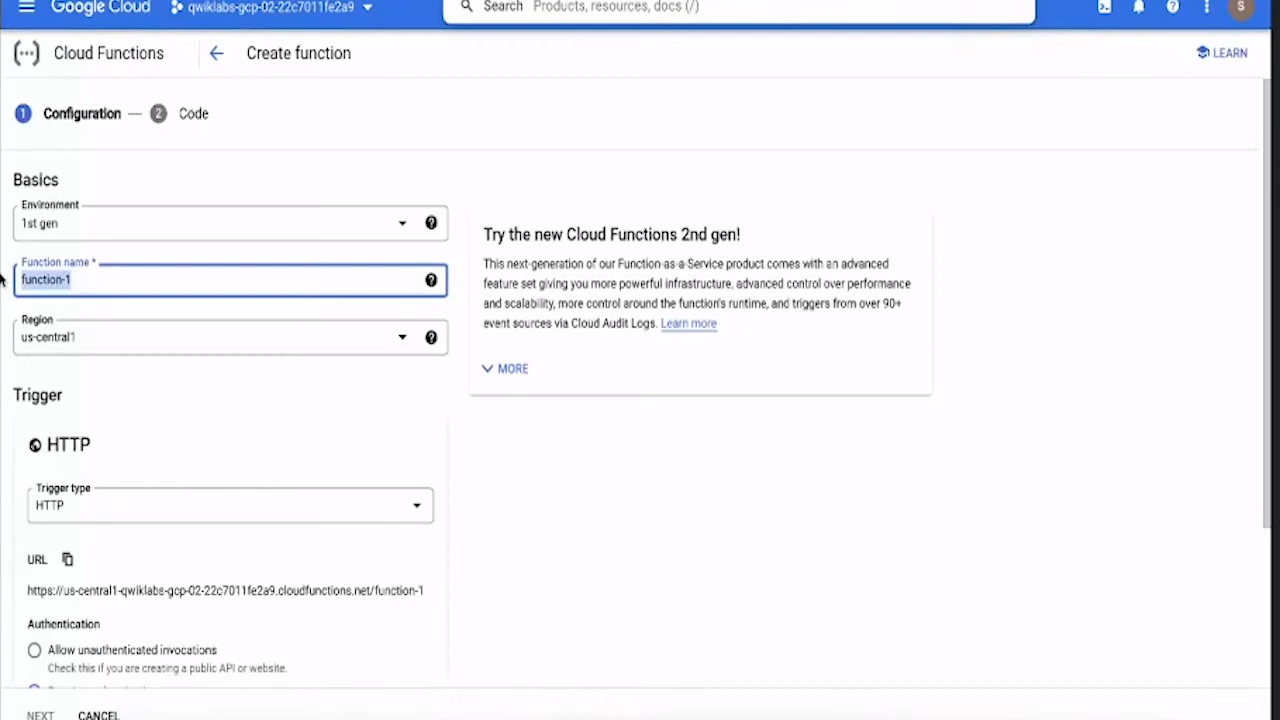 Google Cloud
qwiklabs-gcp-02-22c7011fe2a9
Search Products, resources, docs (/)
S
Cloud Functions
Create function
LEARN
1 Configuration — 2 Code
Basics
Environment
1st gen
Function name *
function-1
Region
us-central1
Try the new Cloud Functions 2nd gen!
This next-generation of our Function-as-a-Service product comes with an advanced
feature set giving you more powerful infrastructure, advanced control over performance
and scalability, more control around the function's runtime, and triggers from over 90+
event sources via Cloud Audit Logs. Learn more
MORE
Trigger
HTTP
Trigger type
HTTP
URL
https://us-central1-qwiklabs-gcp-02-22c7011fe2a9.cloudfunctions.net/function-1
Authentication
Allow unauthenticated invocations
Check this if you are creating a public API or website.
NEXT
CANCEL